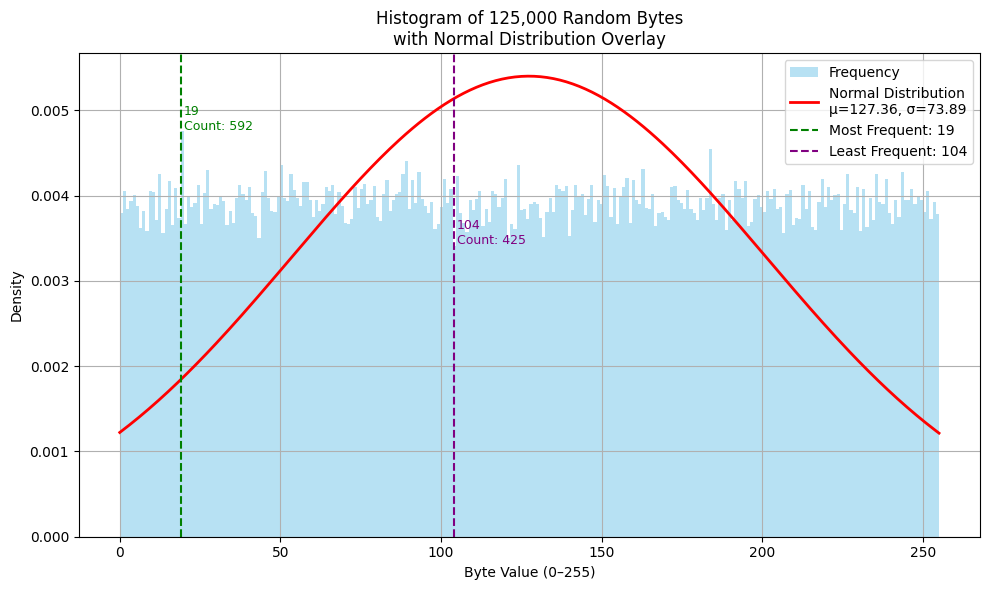 Histogram of 125,000 Random Bytes
with Normal Distribution Overlay
Frequency
Normal Distribution
μ=127.36, σ=73.89
Most Frequent: 19
Least Frequent: 104
19
Count: 592
104
Count: 425
Density
0.005
0.004
0.003
0.002
0.001
0.000
0
50
100
150
200
250
Byte Value (0–255)